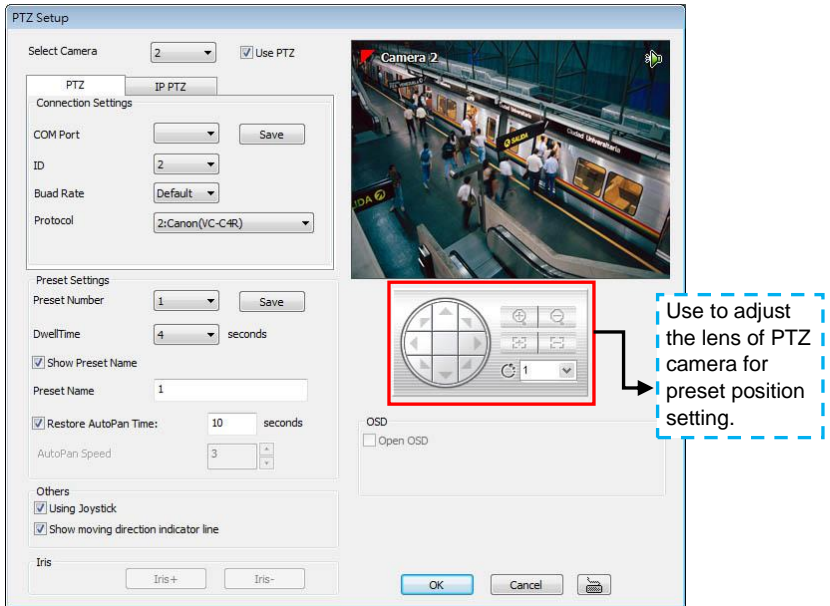 PTZ Setup
Select Camera 2 Use PTZ
PTZ IP PTZ
Connection Settings
COM Port Save
ID 2
Buad Rate Default
Protocol 2:Canon(VC-C4R)
Preset Settings
Preset Number 1 Save
DwellTime 4 seconds
Show Preset Name
Preset Name 1
Restore AutoPan Time: 10 seconds
AutoPan Speed 3
Others
Using Joystick
Show moving direction indicator line
Iris
Iris+ Iris-
Camera 2
SALIDA
Ciudad Universitaria
IDA
1
Use to adjust
the lens of PTZ
camera for
preset position
setting.
OSD
Open OSD
OK Cancel